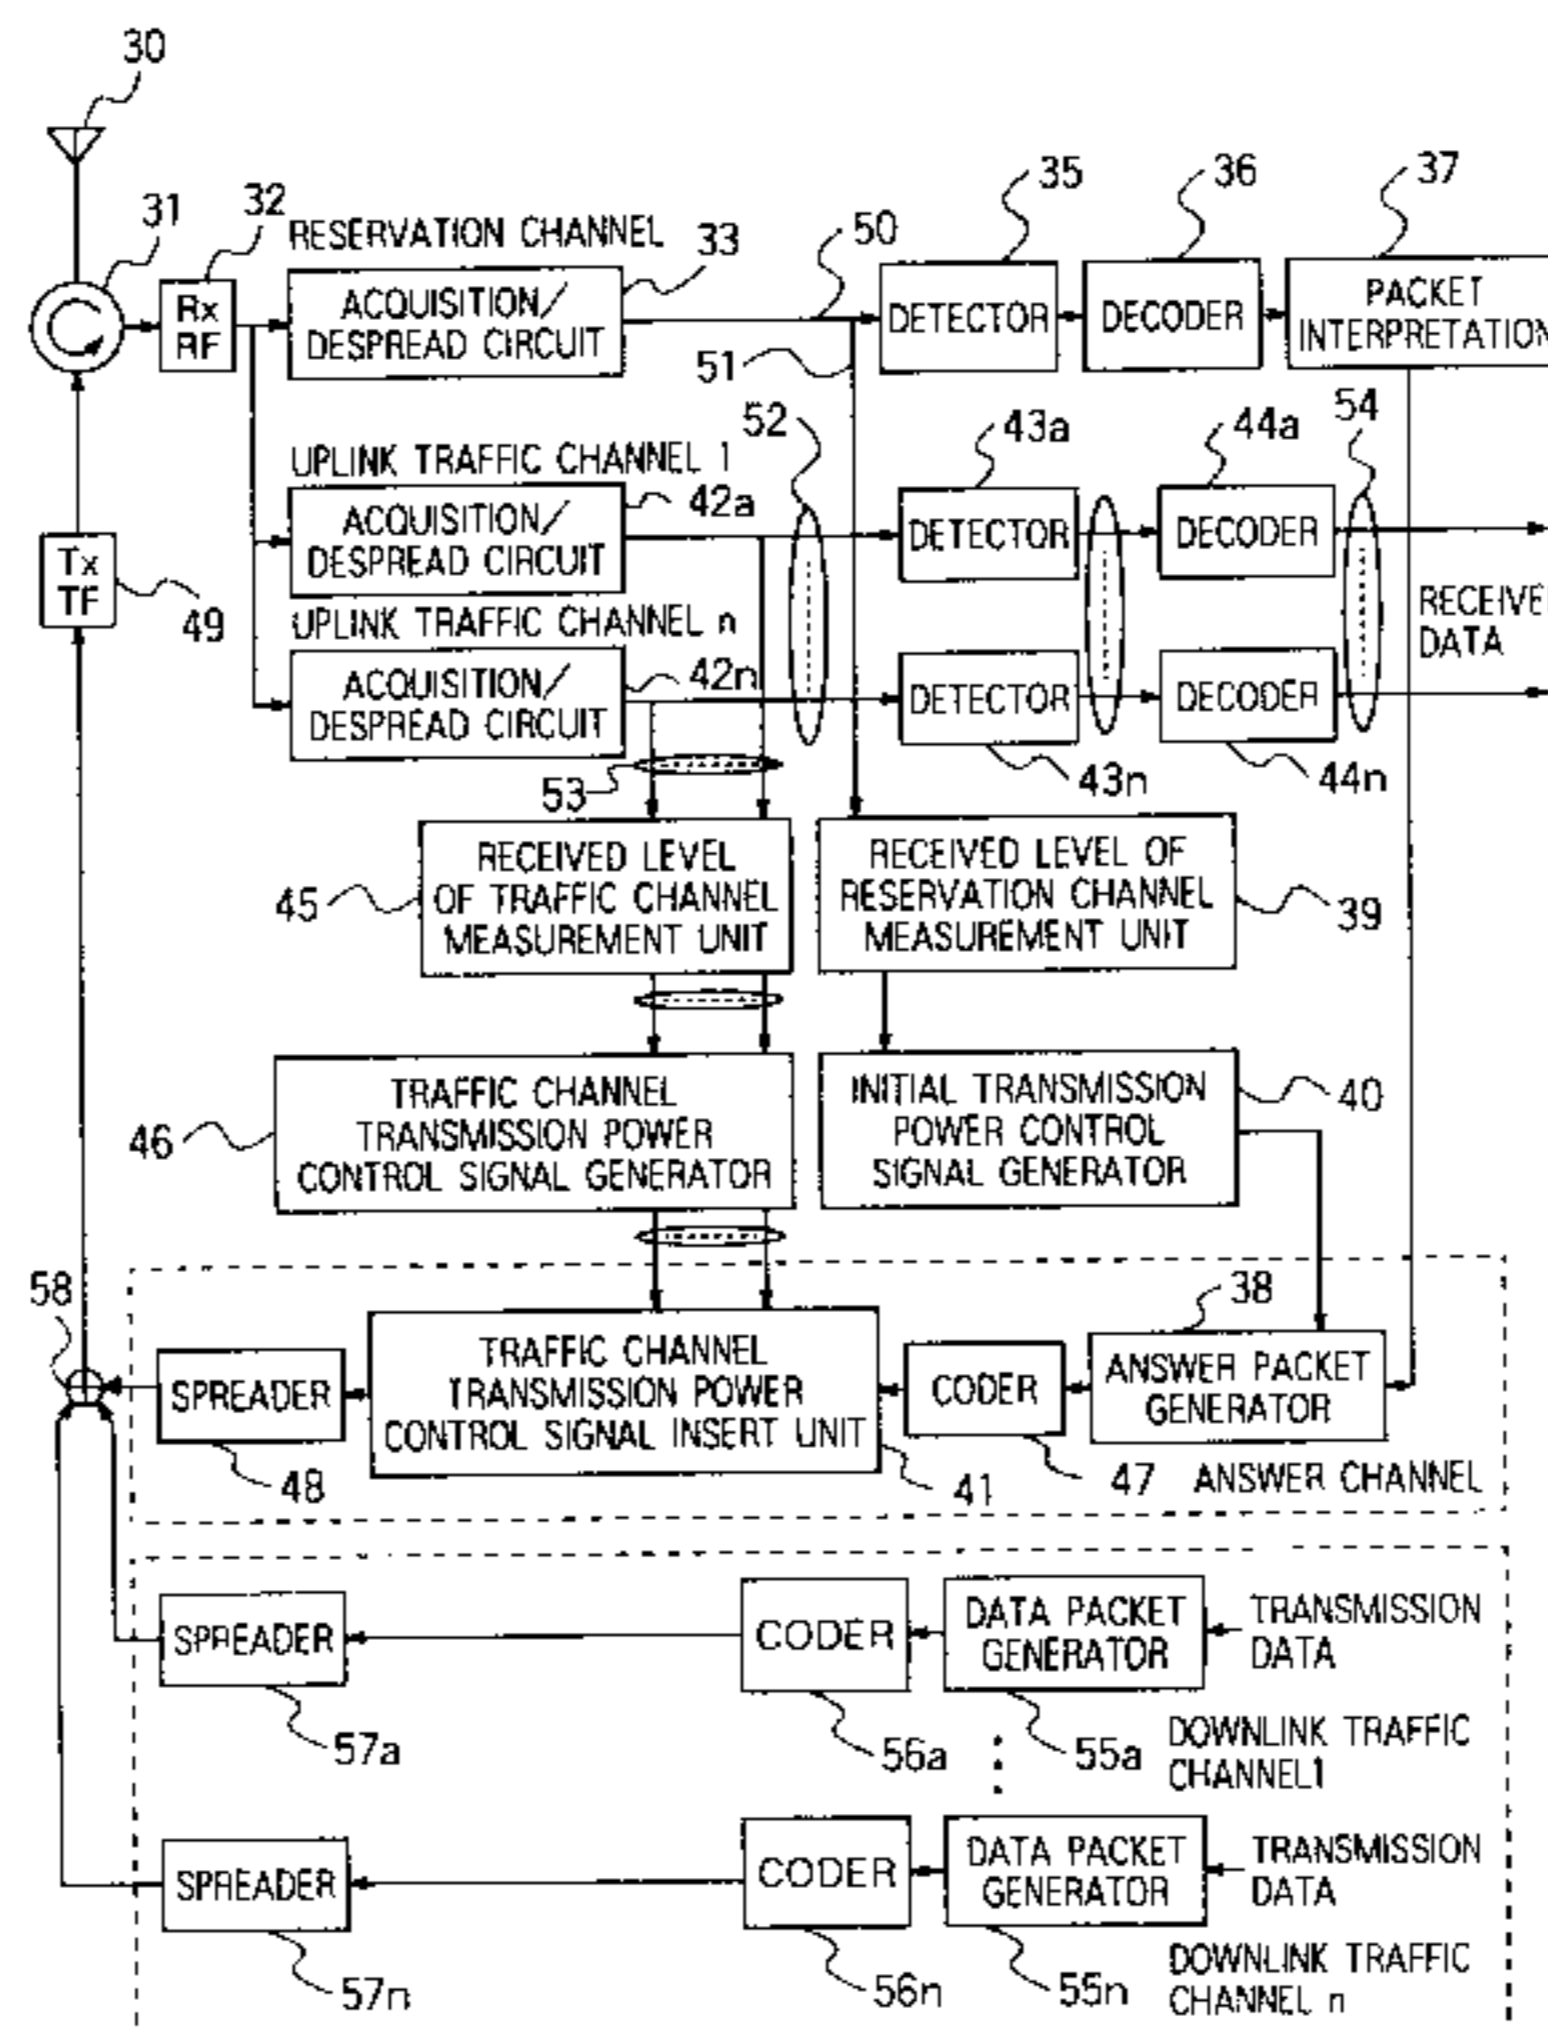 30
31
32
RESERVATION CHANNEL
33
50
35
36
37
Rx
RF
ACQUISITION/
DESPREAD CIRCUIT
DETECTOR
DECODER
PACKET
INTERPRETATION
51
52
43a
44a
54
UPLINK TRAFFIC CHANNEL 1
42a
ACQUISITION/
DESPREAD CIRCUIT
DETECTOR
DECODER
Tx
TF
49
UPLINK TRAFFIC CHANNEL n
42n
RECEIVE
DATA
ACQUISITION/
DESPREAD CIRCUIT
DETECTOR
DECODER
53
43n
44n
45
RECEIVED LEVEL
OF TRAFFIC CHANNEL
MEASUREMENT UNIT
RECEIVED LEVEL OF
RESERVATION CHANNEL
MEASUREMENT UNIT
39
46
TRAFFIC CHANNEL
TRANSMISSION POWER
CONTROL SIGNAL GENERATOR
INITIAL TRANSMISSION
POWER CONTROL
SIGNAL GENERATOR
40
58
38
SPREADER
TRAFFIC CHANNEL
TRANSMISSION POWER
CONTROL SIGNAL INSERT UNIT
CODER
ANSWER PACKET
GENERATOR
48
41
47
ANSWER CHANNEL
SPREADER
CODER
DATA PACKET
GENERATOR
TRANSMISSION
DATA
57a
56a
55a
DOWNLINK TRAFFIC
CHANNEL1
SPREADER
CODER
DATA PACKET
GENERATOR
TRANSMISSION
DATA
57n
56n
55n
DOWNLINK TRAFFIC
CHANNEL n